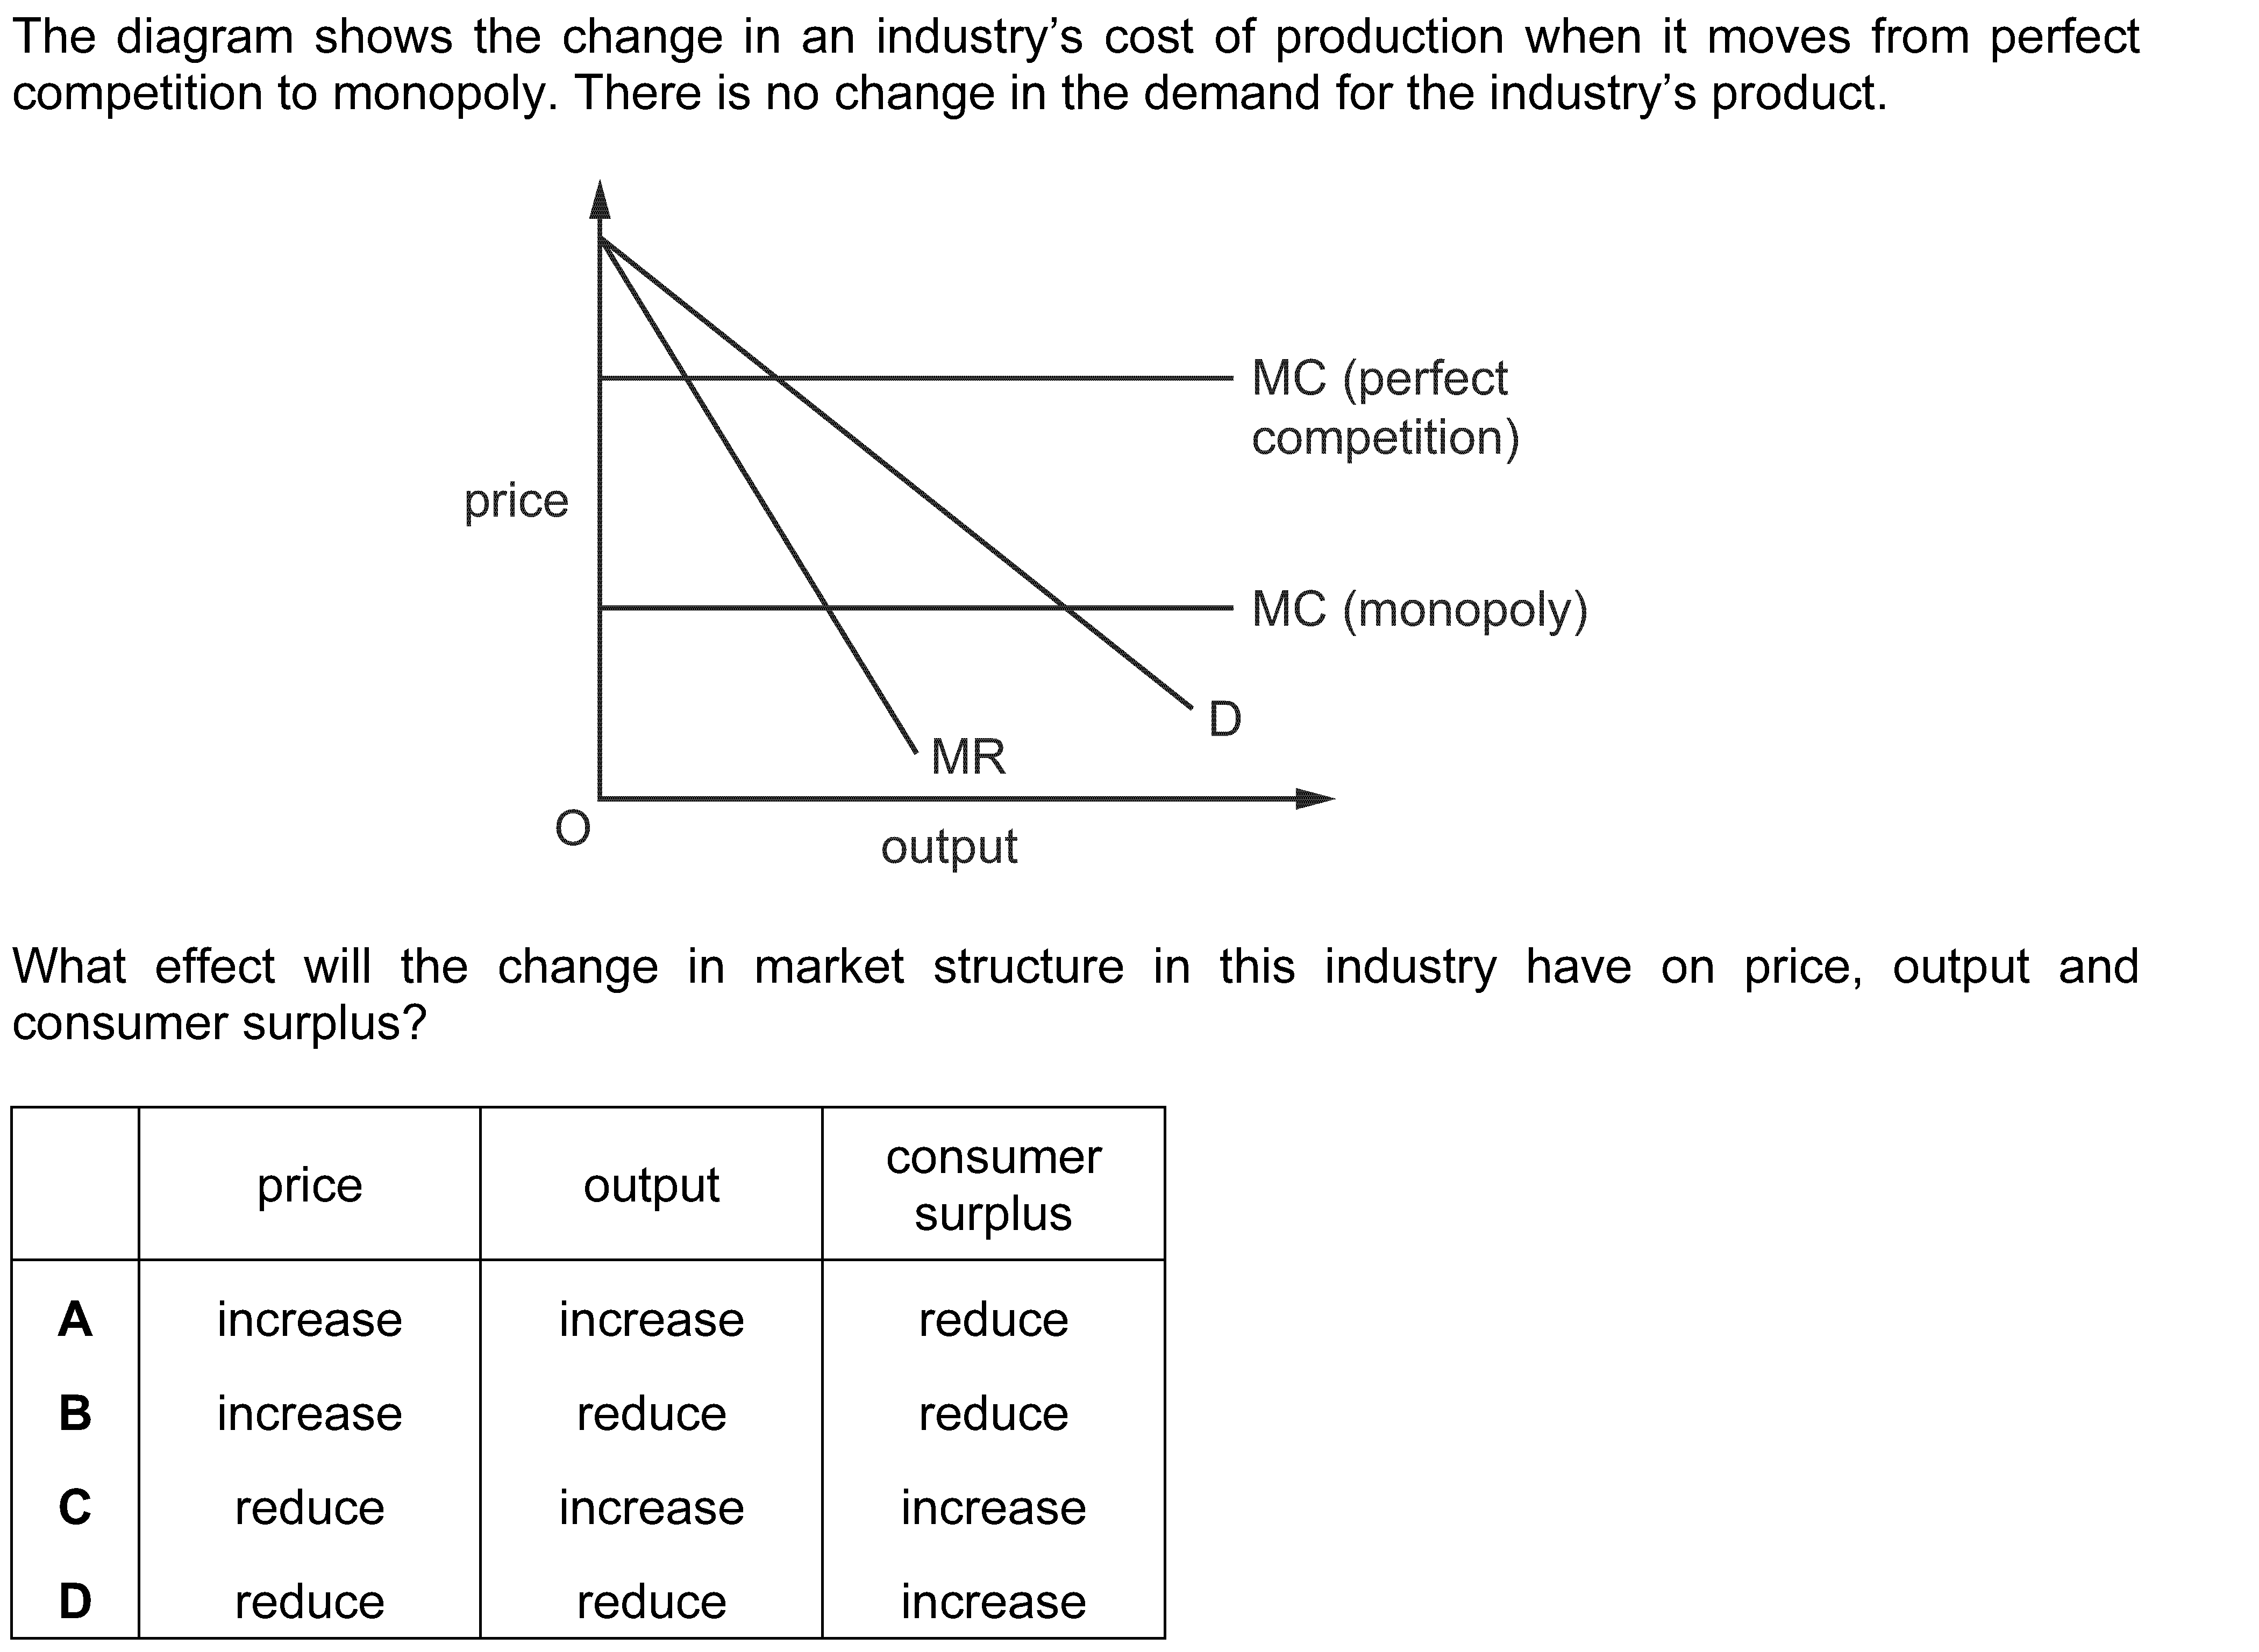 The diagram shows the change in an industry’s cost of production when it moves from perfect
competition to monopoly. There is no change in the demand for the industry’s product.
MC (perfect
competition)
price
MC (monopoly)
D
MR
O
output
What effect will the change in market structure in this industry have on price, output and
consumer surplus?
price output consumer
surplus
A increase increase reduce
B increase reduce reduce
C reduce increase increase
D reduce reduce increase